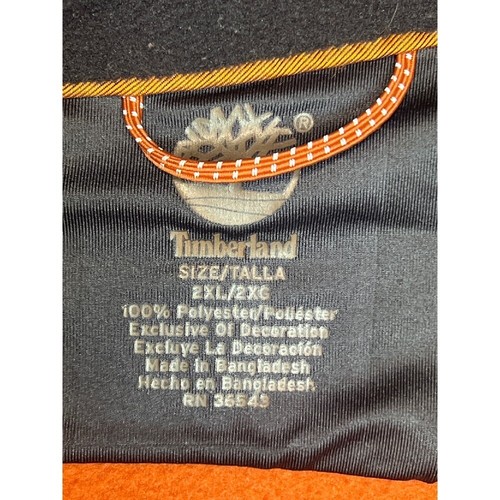 ®
Timberland
SIZE/TALLA
2XL/2XG
100% Polyester/Poliéster
Exclusive Of Decoration
Excluye La Decoración
Made in Bangladesh
Hecho en Bangladesh
RN 36543